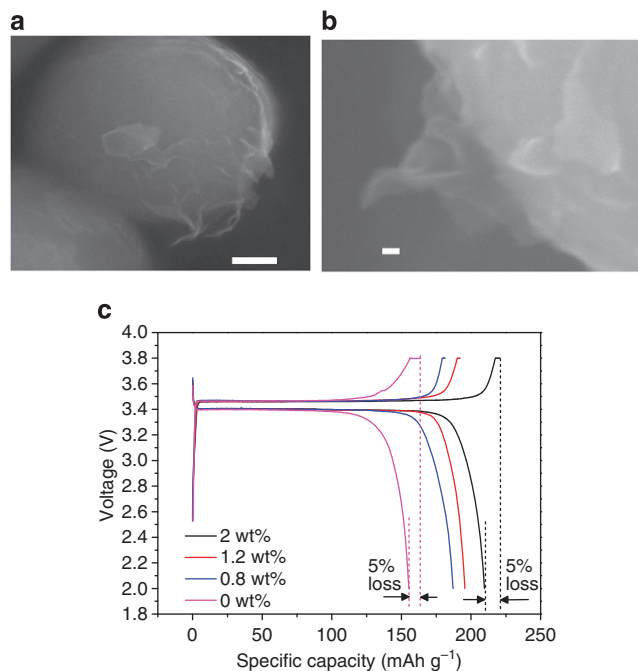 a
b
c
4.0
3.8
3.6
3.4
3.2
3.0
2.8
2.6
2.4
2.2
2.0
1.8
Voltage (V)
2 wt%
1.2 wt%
0.8 wt%
0 wt%
5%
loss
5%
loss
0
50
100
150
200
250
Specific capacity (mAh g⁻¹)